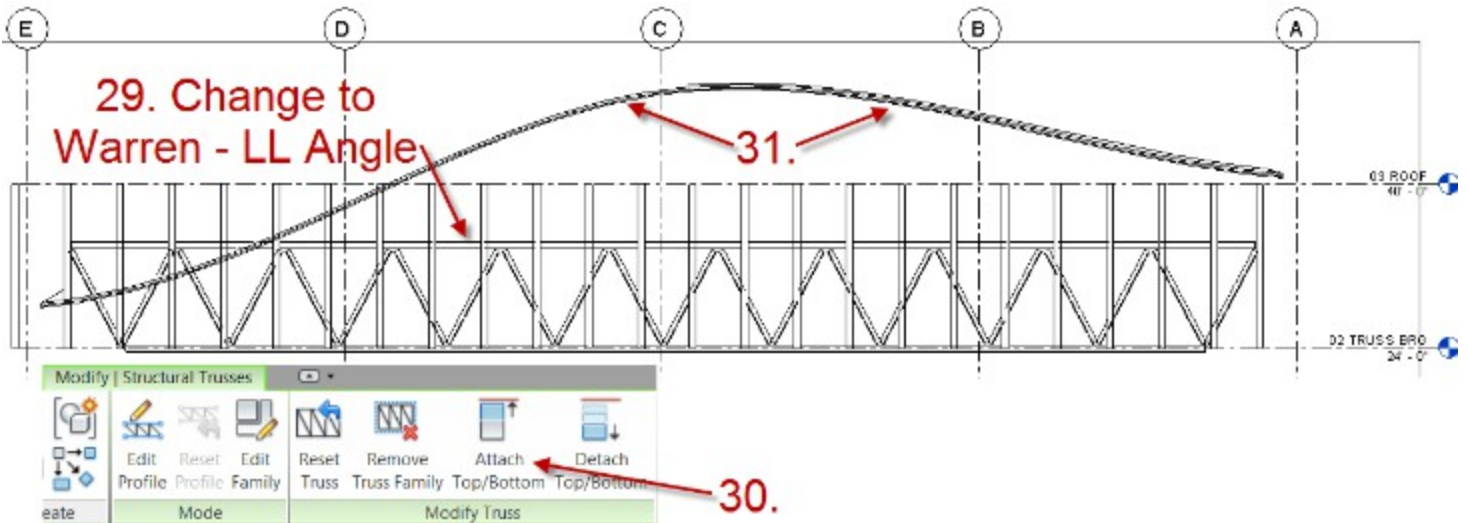 E D C B A
29. Change to
Warren - LL Angle
31.
03 ROOF
40' - 0"
02 TRUSS BRG
24' - 0"
Modify | Structural Trusses
Edit Profile
Reset Profile
Edit Family
Reset Truss
Remove Truss Family
Attach Top/Bottom
Detach Top/Bottom
30.
eate
Mode
Modify Truss